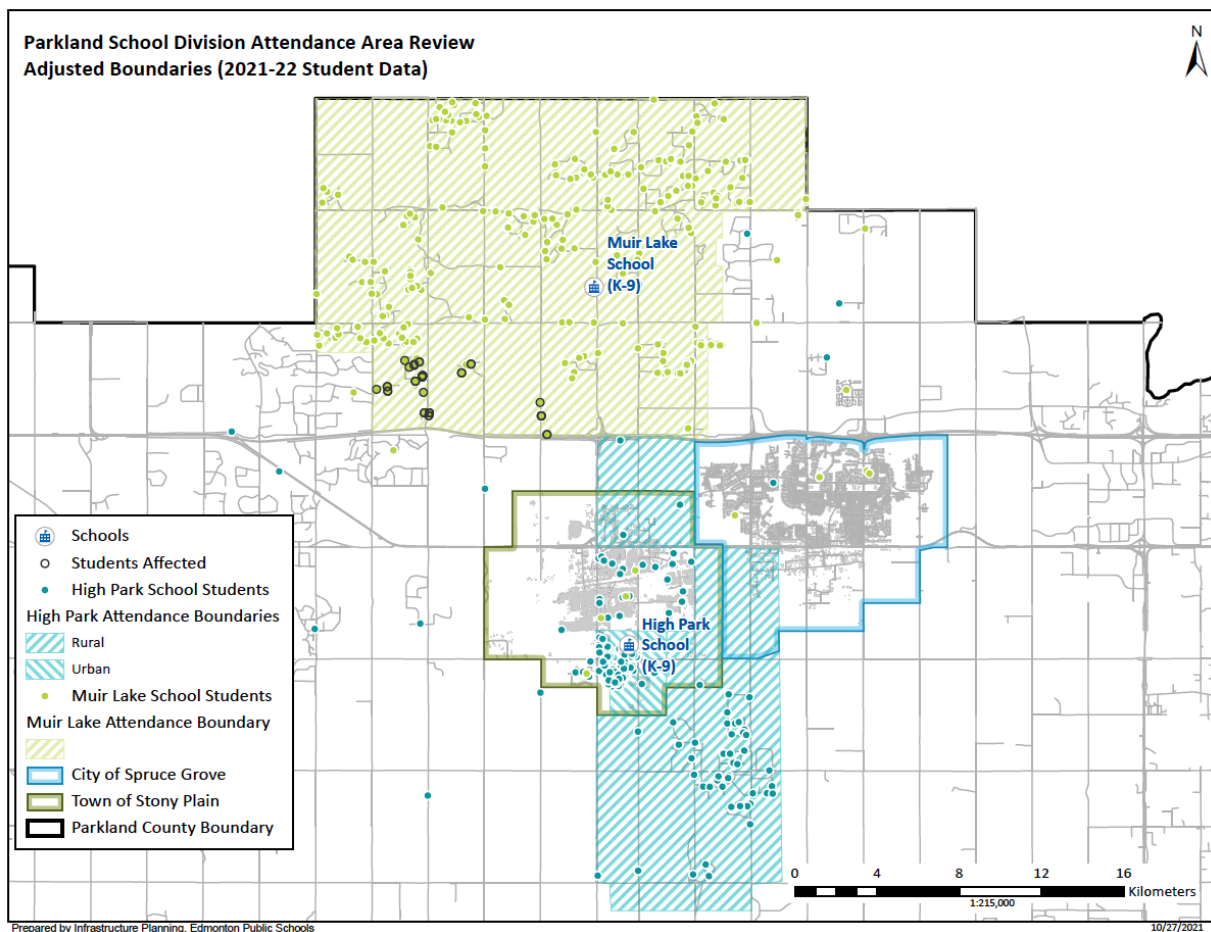 Parkland School Division Attendance Area Review
Adjusted Boundaries (2021-22 Student Data)
N
Muir Lake
School
(K-9)
High Park
School
(K-9)
Schools
Students Affected
High Park School Students
High Park Attendance Boundaries
Rural
Urban
Muir Lake School Students
Muir Lake Attendance Boundary
City of Spruce Grove
Town of Stony Plain
Parkland County Boundary
0 4 8 12 16
Kilometers
1:215,000
Prepared by Infrastructure Planning, Edmonton Public Schools
10/27/2021